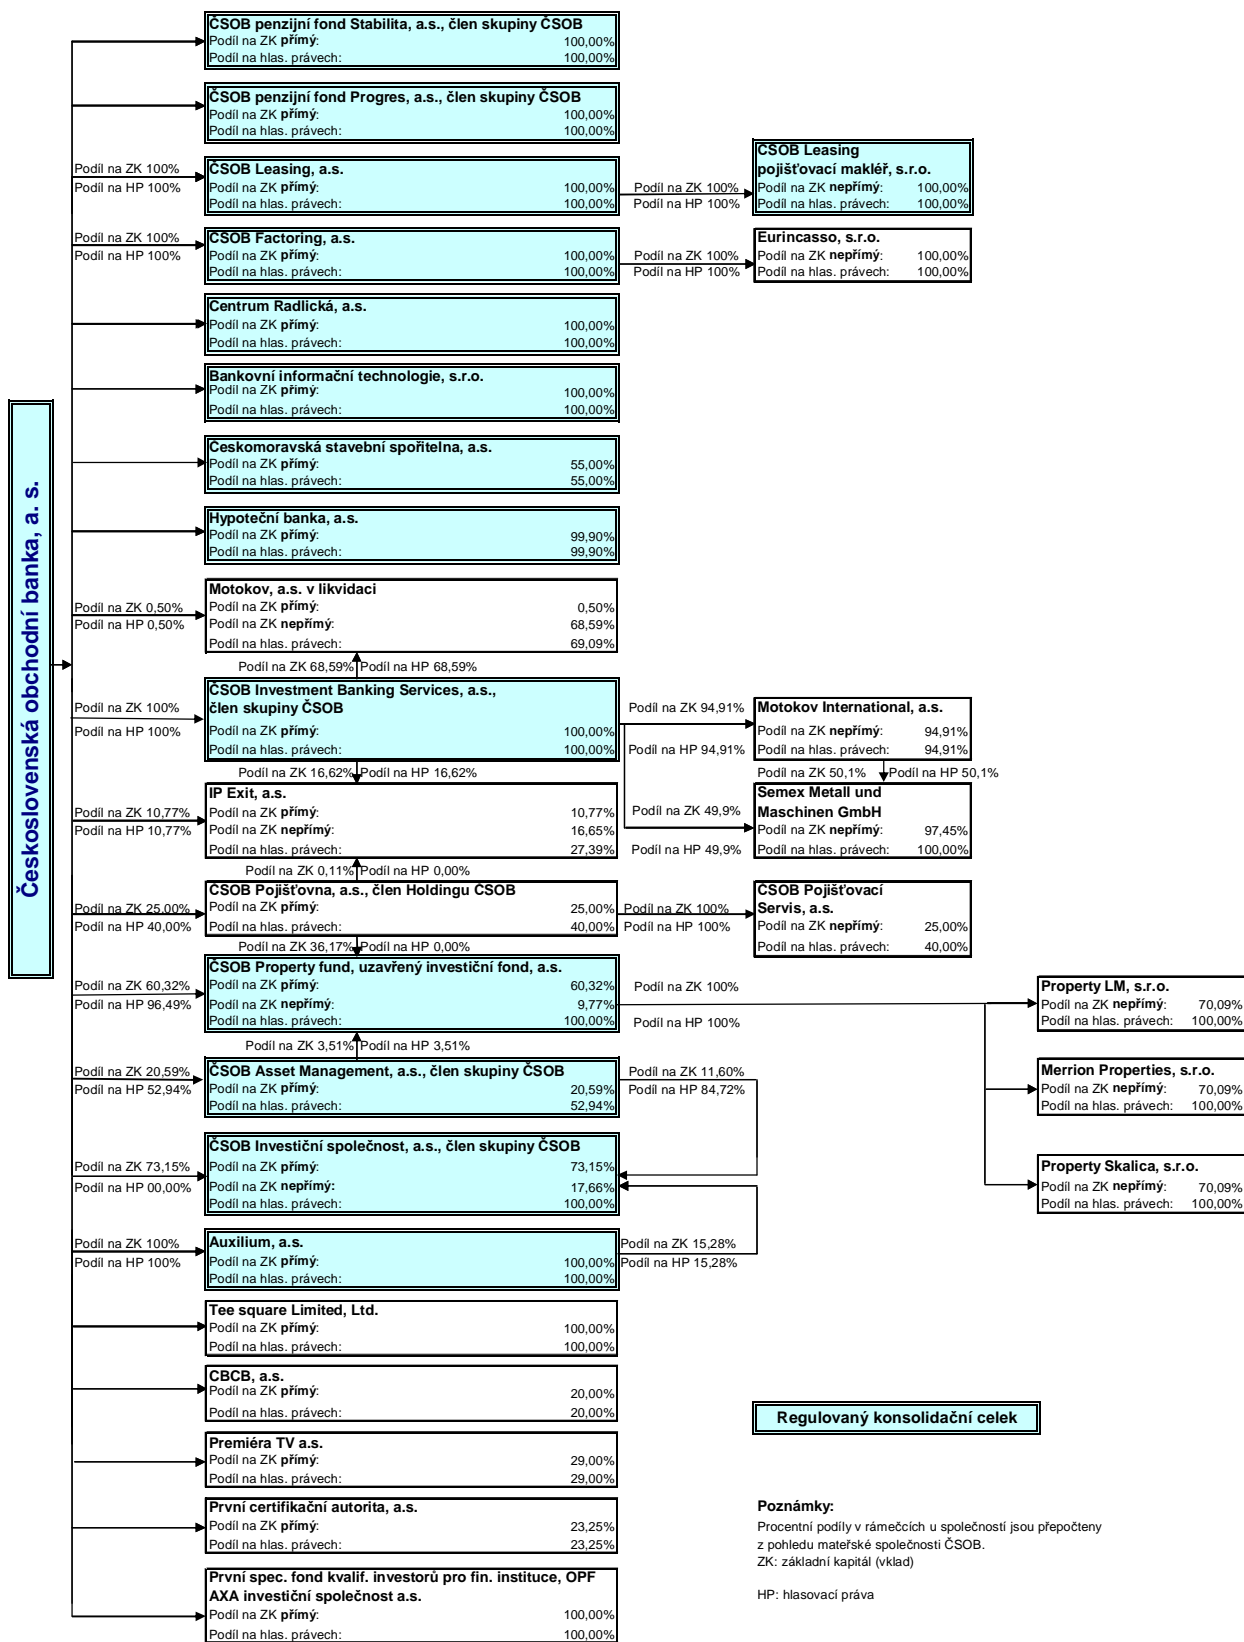 Československá obchodní banka, a. s.
ČSOB penzijní fond Stabilita, a.s., člen skupiny ČSOB
Podíl na ZK přímý: 100,00%
Podíl na hlas. právech: 100,00%
ČSOB penzijní fond Progres, a.s., člen skupiny ČSOB
Podíl na ZK přímý: 100,00%
Podíl na hlas. právech: 100,00%
Podíl na ZK 100%
Podíl na HP 100%
ČSOB Leasing, a.s.
Podíl na ZK přímý: 100,00%
Podíl na hlas. právech: 100,00%
Podíl na ZK 100%
Podíl na HP 100%
ČSOB Leasing
pojišťovací makléř, s.r.o.
Podíl na ZK nepřímý: 100,00%
Podíl na hlas. právech: 100,00%
Podíl na ZK 100%
Podíl na HP 100%
ČSOB Factoring, a.s.
Podíl na ZK přímý: 100,00%
Podíl na hlas. právech: 100,00%
Podíl na ZK 100%
Podíl na HP 100%
Eurincasso, s.r.o.
Podíl na ZK nepřímý: 100,00%
Podíl na hlas. právech: 100,00%
Centrum Radlická, a.s.
Podíl na ZK přímý: 100,00%
Podíl na hlas. právech: 100,00%
Bankovní informační technologie, s.r.o.
Podíl na ZK přímý: 100,00%
Podíl na hlas. právech: 100,00%
Českomoravská stavební spořitelna, a.s.
Podíl na ZK přímý: 55,00%
Podíl na hlas. právech: 55,00%
Hypoteční banka, a.s.
Podíl na ZK přímý: 99,90%
Podíl na hlas. právech: 99,90%
Podíl na ZK 0,50%
Podíl na HP 0,50%
Motokov, a.s. v likvidaci
Podíl na ZK přímý: 0,50%
Podíl na ZK nepřímý: 68,59%
Podíl na hlas. právech: 69,09%
Podíl na ZK 68,59% Podíl na HP 68,59%
Podíl na ZK 100%
Podíl na HP 100%
ČSOB Investment Banking Services, a.s.,
člen skupiny ČSOB
Podíl na ZK přímý: 100,00%
Podíl na hlas. právech: 100,00%
Podíl na ZK 94,91%
Podíl na HP 94,91%
Motokov International, a.s.
Podíl na ZK nepřímý: 94,91%
Podíl na hlas. právech: 94,91%
Podíl na ZK 16,62% Podíl na HP 16,62%
Podíl na ZK 50,1% Podíl na HP 50,1%
Podíl na ZK 10,77%
Podíl na HP 10,77%
IP Exit, a.s.
Podíl na ZK přímý: 10,77%
Podíl na ZK nepřímý: 16,65%
Podíl na hlas. právech: 27,39%
Podíl na ZK 49,9%
Podíl na HP 49,9%
Semex Metall und
Maschinen GmbH
Podíl na ZK nepřímý: 97,45%
Podíl na hlas. právech: 100,00%
Podíl na ZK 0,11% Podíl na HP 0,00%
Podíl na ZK 25,00%
Podíl na HP 40,00%
ČSOB Pojišťovna, a.s., člen Holdingu ČSOB
Podíl na ZK přímý: 25,00%
Podíl na hlas. právech: 40,00%
Podíl na ZK 100%
Podíl na HP 100%
ČSOB Pojišťovací
Servis, a.s.
Podíl na ZK nepřímý: 25,00%
Podíl na hlas. právech: 40,00%
Podíl na ZK 36,17% Podíl na HP 0,00%
Podíl na ZK 60,32%
Podíl na HP 96,49%
ČSOB Property fund, uzavřený investiční fond, a.s.
Podíl na ZK přímý: 60,32%
Podíl na ZK nepřímý: 9,77%
Podíl na hlas. právech: 100,00%
Podíl na ZK 100%
Podíl na HP 100%
Property LM, s.r.o.
Podíl na ZK nepřímý: 70,09%
Podíl na hlas. právech: 100,00%
Podíl na ZK 3,51% Podíl na HP 3,51%
Podíl na ZK 20,59%
Podíl na HP 52,94%
ČSOB Asset Management, a.s., člen skupiny ČSOB
Podíl na ZK přímý: 20,59%
Podíl na hlas. právech: 52,94%
Podíl na ZK 11,60%
Podíl na HP 84,72%
Merrion Properties, s.r.o.
Podíl na ZK nepřímý: 70,09%
Podíl na hlas. právech: 100,00%
Podíl na ZK 73,15%
Podíl na HP 00,00%
ČSOB Investiční společnost, a.s., člen skupiny ČSOB
Podíl na ZK přímý: 73,15%
Podíl na ZK nepřímý: 17,66%
Podíl na hlas. právech: 100,00%
Property Skalica, s.r.o.
Podíl na ZK nepřímý: 70,09%
Podíl na hlas. právech: 100,00%
Podíl na ZK 100%
Podíl na HP 100%
Auxilium, a.s.
Podíl na ZK přímý: 100,00%
Podíl na hlas. právech: 100,00%
Podíl na ZK 15,28%
Podíl na HP 15,28%
Tee square Limited, Ltd.
Podíl na ZK přímý: 100,00%
Podíl na hlas. právech: 100,00%
CBCB, a.s.
Podíl na ZK přímý: 20,00%
Podíl na hlas. právech: 20,00%
Regulovaný konsolidační celek
Premiéra TV a.s.
Podíl na ZK přímý: 29,00%
Podíl na hlas. právech: 29,00%
První certifikační autorita, a.s.
Podíl na ZK přímý: 23,25%
Podíl na hlas. právech: 23,25%
Poznámky:
Procentní podíly v rámečcích u společností jsou přepočteny
z pohledu mateřské společnosti ČSOB.
ZK: základní kapitál (vklad)
HP: hlasovací práva
První spec. fond kvalif. investorů pro fin. instituce, OPF
AXA investiční společnost a.s.
Podíl na ZK přímý: 100,00%
Podíl na hlas. právech: 100,00%